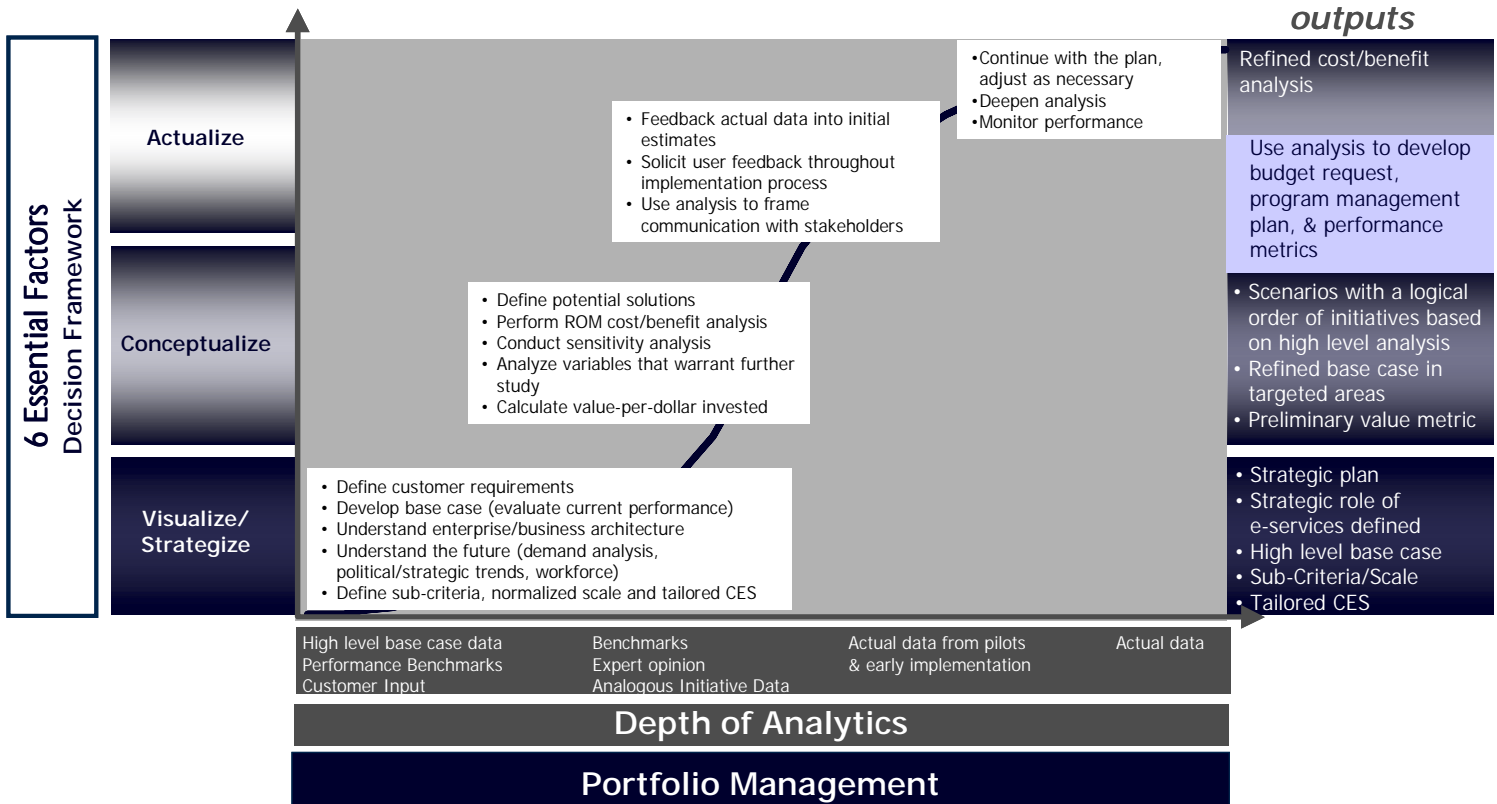 outputs
6 Essential Factors
Decision Framework
Actualize
Conceptualize
Visualize/
Strategize
•Continue with the plan,
adjust as necessary
•Deepen analysis
•Monitor performance
• Feedback actual data into initial
estimates
• Solicit user feedback throughout
implementation process
• Use analysis to frame
communication with stakeholders
• Define potential solutions
• Perform ROM cost/benefit analysis
• Conduct sensitivity analysis
• Analyze variables that warrant further
study
• Calculate value-per-dollar invested
• Define customer requirements
• Develop base case (evaluate current performance)
• Understand enterprise/business architecture
• Understand the future (demand analysis,
political/strategic trends, workforce)
• Define sub-criteria, normalized scale and tailored CES
Refined cost/benefit
analysis
Use analysis to develop
budget request,
program management
plan, & performance
metrics
• Scenarios with a logical
order of initiatives based
on high level analysis
• Refined base case in
targeted areas
• Preliminary value metric
• Strategic plan
• Strategic role of
e-services defined
• High level base case
• Sub-Criteria/Scale
• Tailored CES
High level base case data
Performance Benchmarks
Customer Input
Benchmarks
Expert opinion
Analogous Initiative Data
Actual data from pilots
& early implementation
Actual data
Depth of Analytics
Portfolio Management